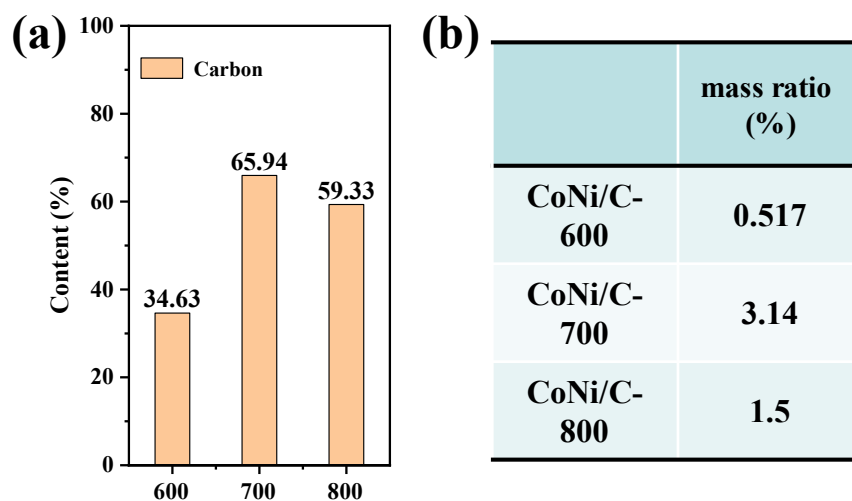 (a)
100
80
60
40
20
0
Content (%)
Carbon
34.63
65.94
59.33
600
700
800
(b)
mass ratio
(%)
CoNi/C-
600
0.517
CoNi/C-
700
3.14
CoNi/C-
800
1.5